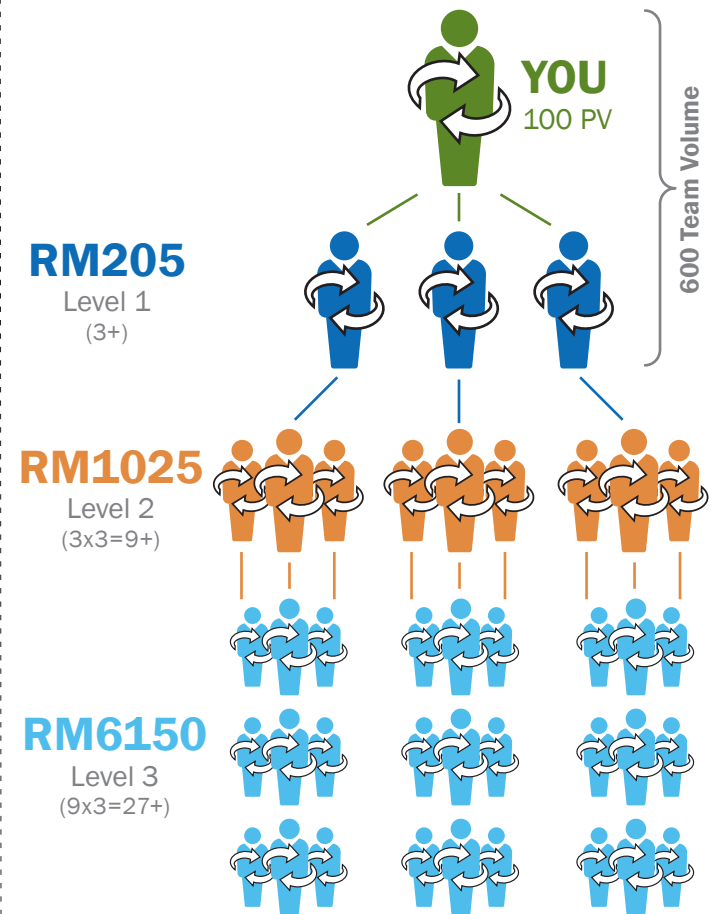 YOU
100 PV
600 Team Volume
RM205
Level 1
(3+)
RM1025
Level 2
(3x3=9+)
RM6150
Level 3
(9x3=27+)